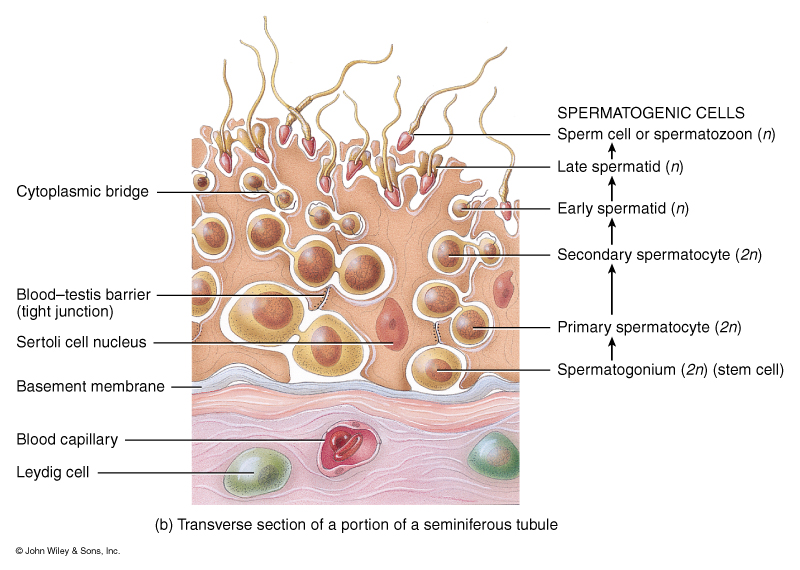 SPERMATOGENIC CELLS
Sperm cell or spermatozoon (n)
Late spermatid (n)
Early spermatid (n)
Secondary spermatocyte (2n)
Primary spermatocyte (2n)
Spermatogonium (2n) (stem cell)
Cytoplasmic bridge
Blood–testis barrier
(tight junction)
Sertoli cell nucleus
Basement membrane
Blood capillary
Leydig cell
(b) Transverse section of a portion of a seminiferous tubule
© John Wiley & Sons, Inc.